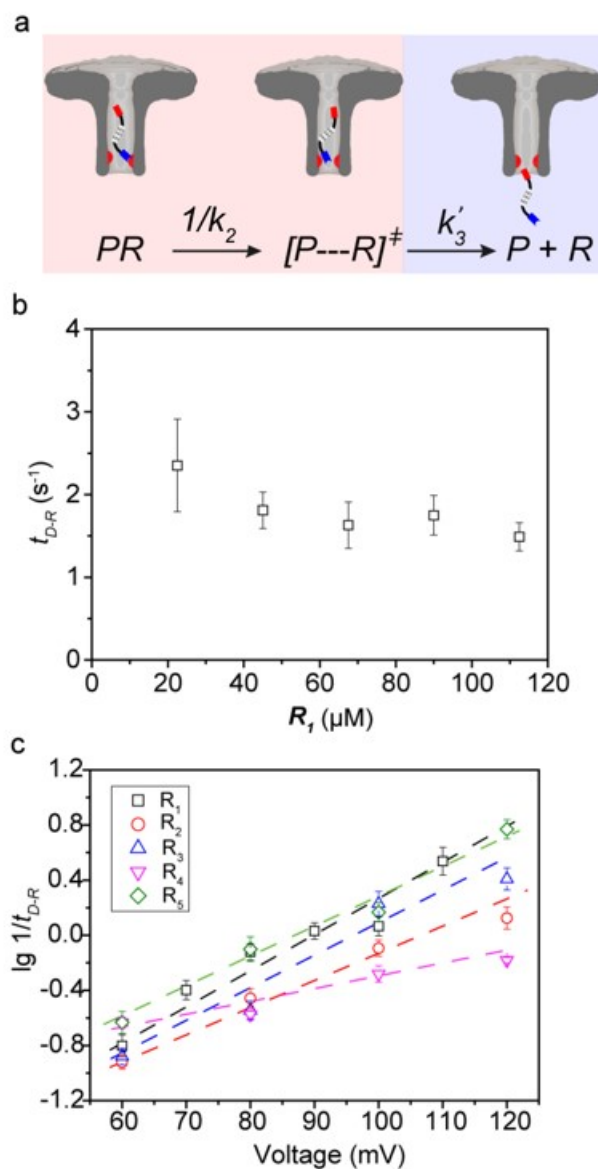 a
1/k₂
k₃'
PR
[P---R]‡
P + R
b
4
3
2
1
0
t_D-R (s⁻¹)
0 20 40 60 80 100 120
R₁ (µM)
c
1.2
0.8
0.4
0.0
-0.4
-0.8
-1.2
lg 1/t_D-R
R₁
R₂
R₃
R₄
R₅
60 70 80 90 100 110 120
Voltage (mV)